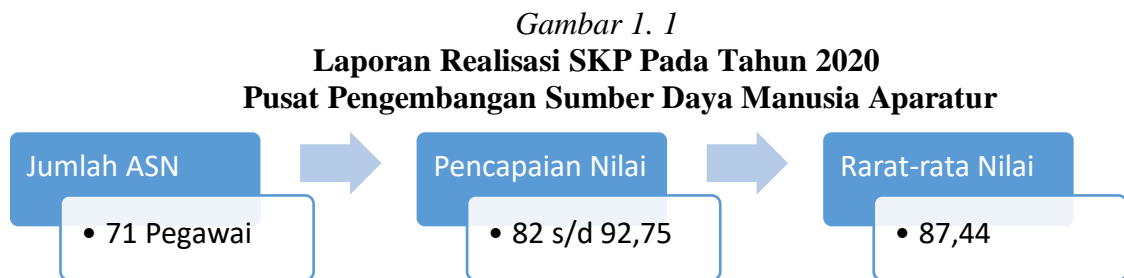 Gambar 1. 1
Laporan Realisasi SKP Pada Tahun 2020
Pusat Pengembangan Sumber Daya Manusia Aparatur
Jumlah ASN
• 71 Pegawai
Pencapaian Nilai
• 82 s/d 92,75
Rarat-rata Nilai
• 87,44